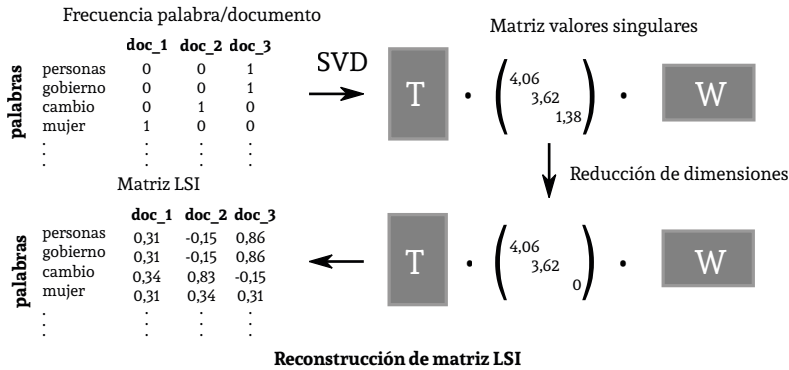 Frecuencia palabra/documento
doc_1 doc_2 doc_3
palabras
personas 0 0 1
gobierno 0 0 1
cambio 0 1 0
mujer 1 0 0
. . . .
. . . .
SVD
Matriz valores singulares
T · ( 4,06 3,62 1,38 ) · W
Reducción de dimensiones
T · ( 4,06 3,62 0 ) · W
Matriz LSI
doc_1 doc_2 doc_3
palabras
personas 0,31 -0,15 0,86
gobierno 0,31 -0,15 0,86
cambio 0,34 0,83 -0,15
mujer 0,31 0,34 0,31
. . . .
. . . .
Reconstrucción de matriz LSI